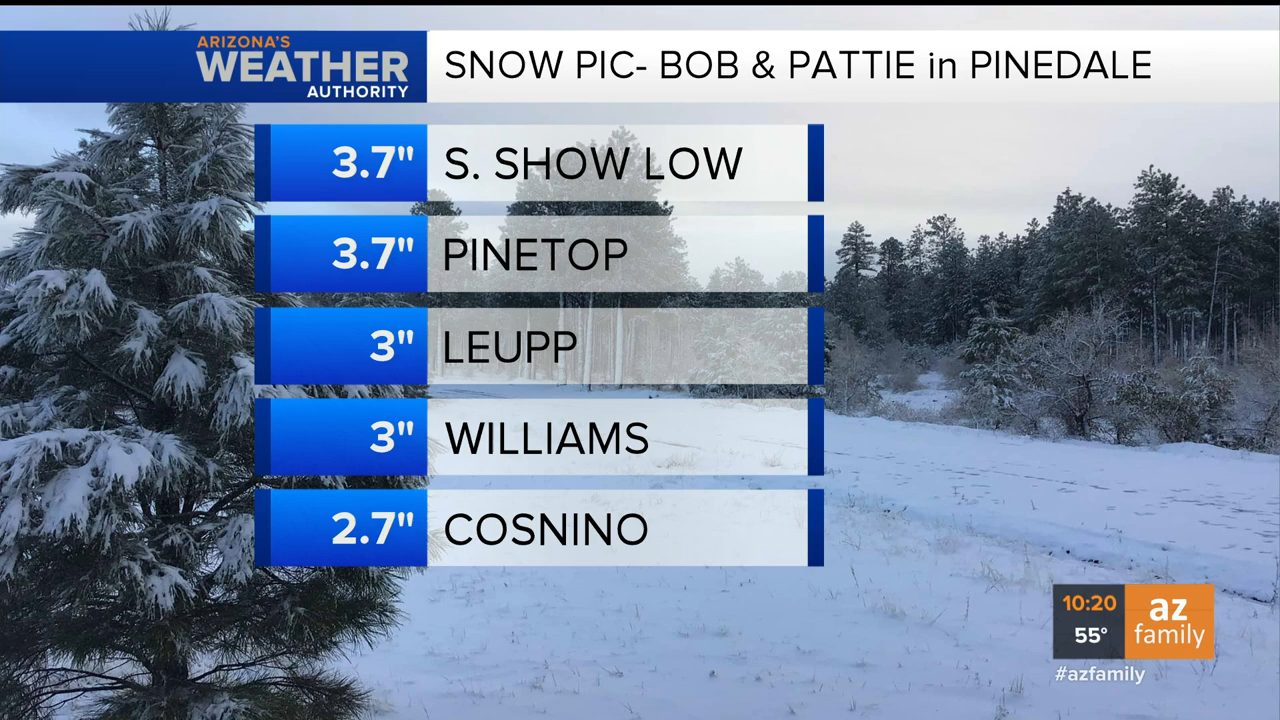 ARIZONA'S
WEATHER
AUTHORITY
SNOW PIC- BOB & PATTIE in PINEDALE
3.7" S. SHOW LOW
3.7" PINETOP
3" LEUPP
3" WILLIAMS
2.7" COSNINO
10:20
55°
az
family
#azfamily